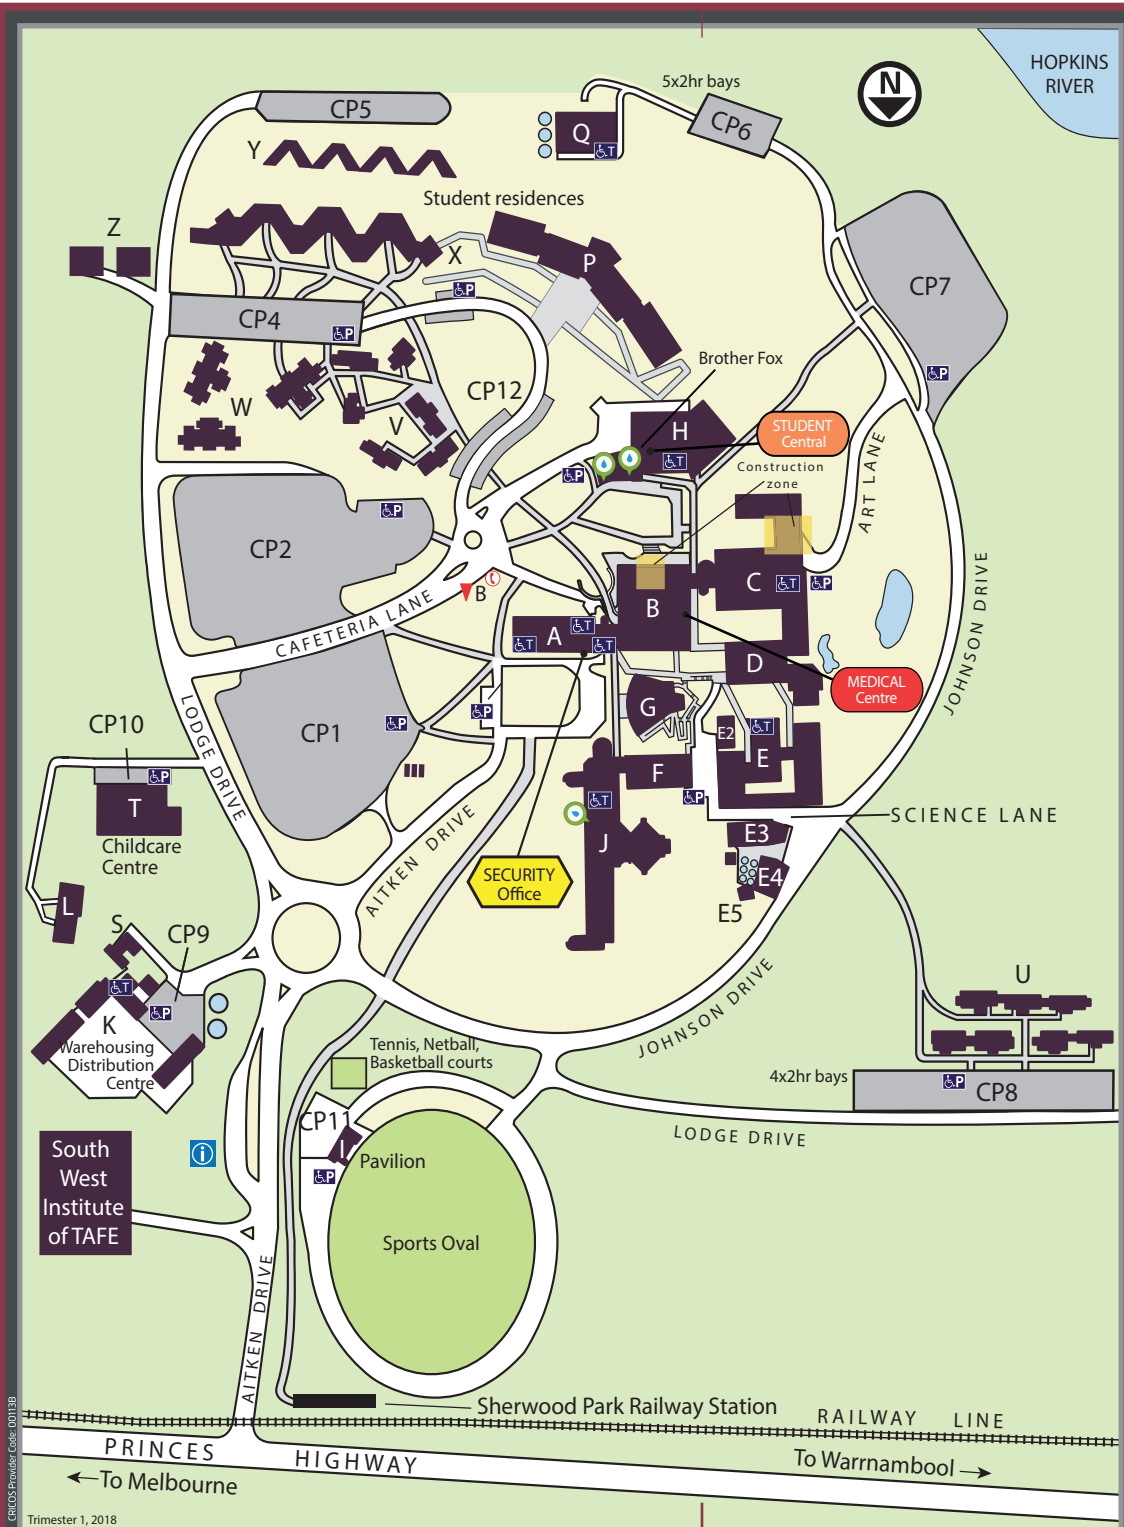 HOPKINS
RIVER
N
5x2hr bays
CP5
CP6
Q
T
Y
Student residences
Z
X
P
CP7
P
CP4
P
Brother Fox
P
CP12
W
V
H
STUDENT
Central
T
Construction
zone
P
ART LANE
P
CP2
B
CAFETERIA LANE
C
T
P
B
JOHNSON DRIVE
A
T
T
T
D
MEDICAL
Centre
LODGE DRIVE
G
P
P
CP1
E2
T
E
CP10
P
F
P
T
T
SCIENCE LANE
Childcare
Centre
J
E3
AITKEN DRIVE
SECURITY
Office
E4
E5
L
S
CP9
T
P
K
Warehousing
Distribution
Centre
U
JOHNSON DRIVE
Tennis, Netball,
Basketball courts
4x2hr bays
P
CP8
CP11
I
Pavilion
P
LODGE DRIVE
i
South
West
Institute
of TAFE
Sports Oval
AITKEN DRIVE
Sherwood Park Railway Station
RAILWAY LINE
PRINCES HIGHWAY
To Melbourne
To Warrnambool
CRICOS Provider Code: 00113B
Trimester 1, 2018